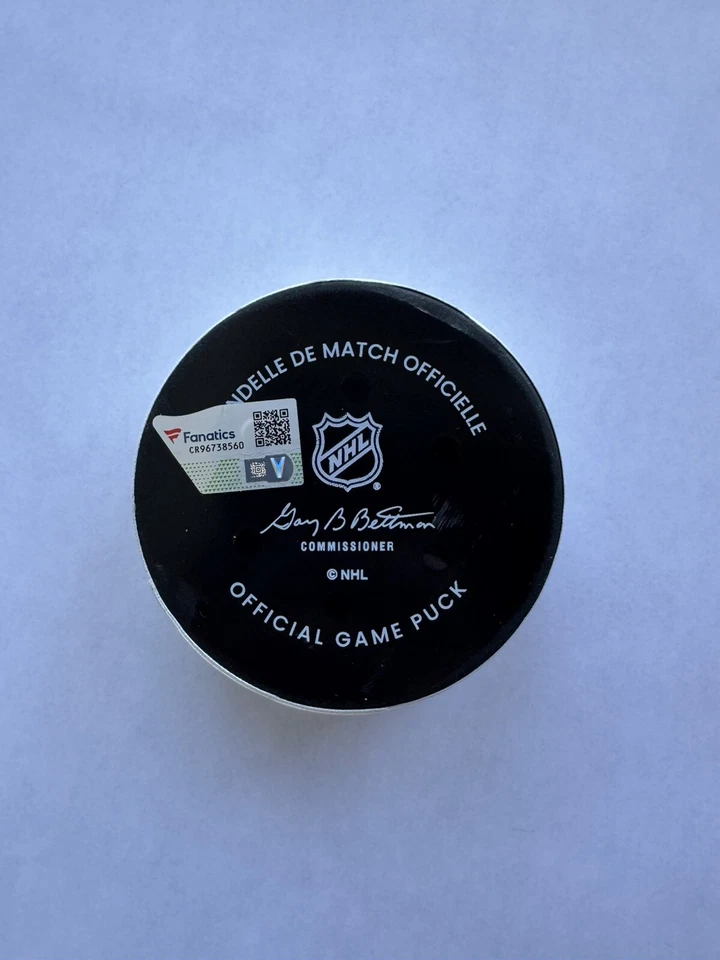 NDELLE DE MATCH OFFICIELLE
Fanatics
CR96738560
V
NHL
®
Gary B Bettman
COMMISSIONER
© NHL
OFFICIAL GAME PUCK